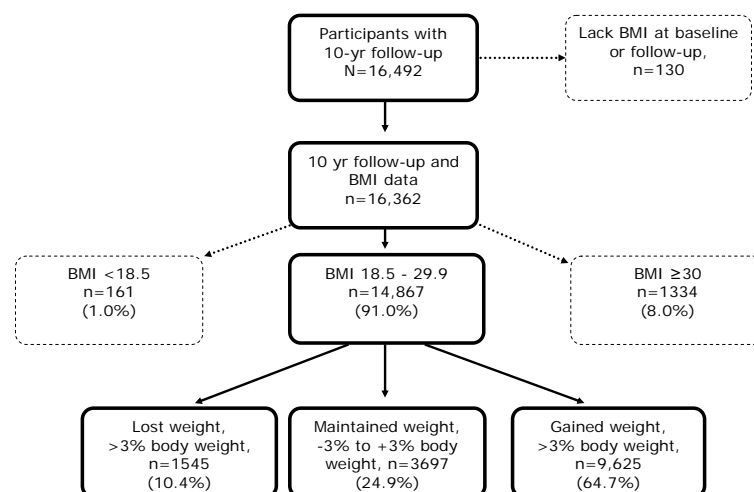 Participants with
10-yr follow-up
N=16,492
Lack BMI at baseline
or follow-up,
n=130
10 yr follow-up and
BMI data
n=16,362
BMI <18.5
n=161
(1.0%)
BMI 18.5 - 29.9
n=14,867
(91.0%)
BMI ≥30
n=1334
(8.0%)
Lost weight,
>3% body weight,
n=1545
(10.4%)
Maintained weight,
-3% to +3% body
weight, n=3697
(24.9%)
Gained weight,
>3% body weight,
n=9,625
(64.7%)